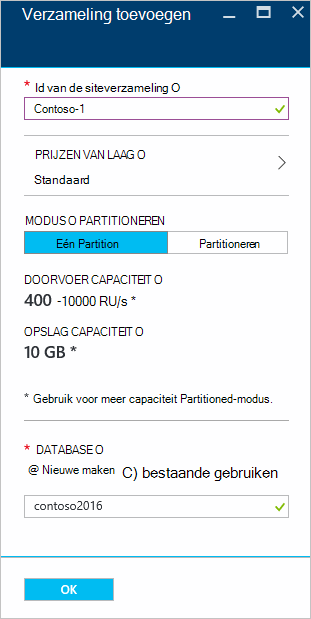 Verzameling toevoegen
* Id van de siteverzameling O
Contoso-1
PRIJZEN VAN LAAG O
Standaard
MODUS O PARTITIONEREN
Eén Partition Partitioneren
DOORVOER CAPACITEIT O
400 -10000 RU/s *
OPSLAG CAPACITEIT O
10 GB *
* Gebruik voor meer capaciteit Partitioned-modus.
* DATABASE O
@ Nieuwe maken C) bestaande gebruiken
contoso2016
OK